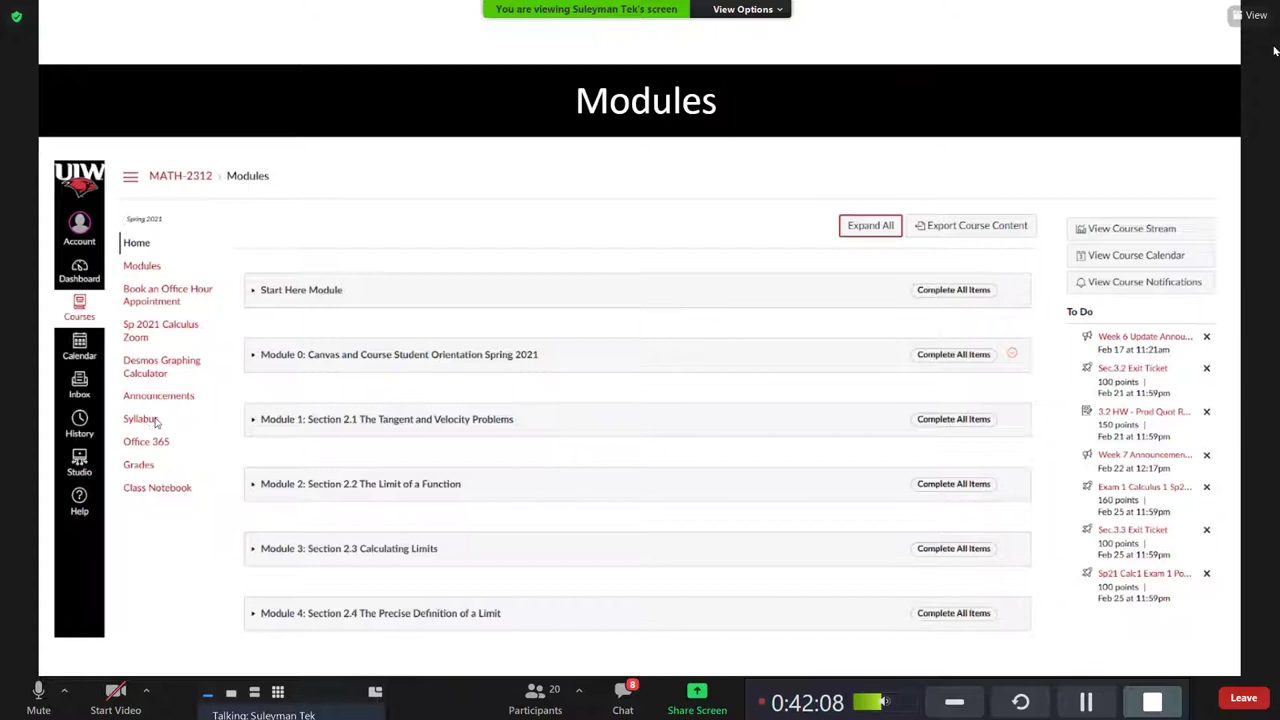 You are viewing Suleyman Tek's screen
View Options
View
Modules
UIW
MATH-2312 › Modules
Spring 2021
Expand All
Export Course Content
Account
Dashboard
Courses
Calendar
Inbox
History
Studio
Help
Home
Modules
Book an Office Hour
Appointment
Sp 2021 Calculus
Zoom
Desmos Graphing
Calculator
Announcements
Syllabus
Office 365
Grades
Class Notebook
Start Here Module
Complete All Items
Module 0: Canvas and Course Student Orientation Spring 2021
Complete All Items
Module 1: Section 2.1 The Tangent and Velocity Problems
Complete All Items
Module 2: Section 2.2 The Limit of a Function
Complete All Items
Module 3: Section 2.3 Calculating Limits
Complete All Items
Module 4: Section 2.4 The Precise Definition of a Limit
Complete All Items
View Course Stream
View Course Calendar
View Course Notifications
To Do
Week 6 Update Annou...
Feb 17 at 11:21am
Sec.3.2 Exit Ticket
100 points |
Feb 21 at 11:59pm
3.2 HW - Prod Quot R...
150 points |
Feb 21 at 11:59pm
Week 7 Announcemen...
Feb 22 at 12:17pm
Exam 1 Calculus 1 Sp2...
160 points |
Feb 25 at 11:59pm
Sec.3.3 Exit Ticket
100 points |
Feb 25 at 11:59pm
Sp21 Calc1 Exam 1 Po...
100 points |
Feb 25 at 11:59pm
Mute
Start Video
Talking: Suleyman Tek
20
Participants
8
Chat
Share Screen
0:42:08
Leave